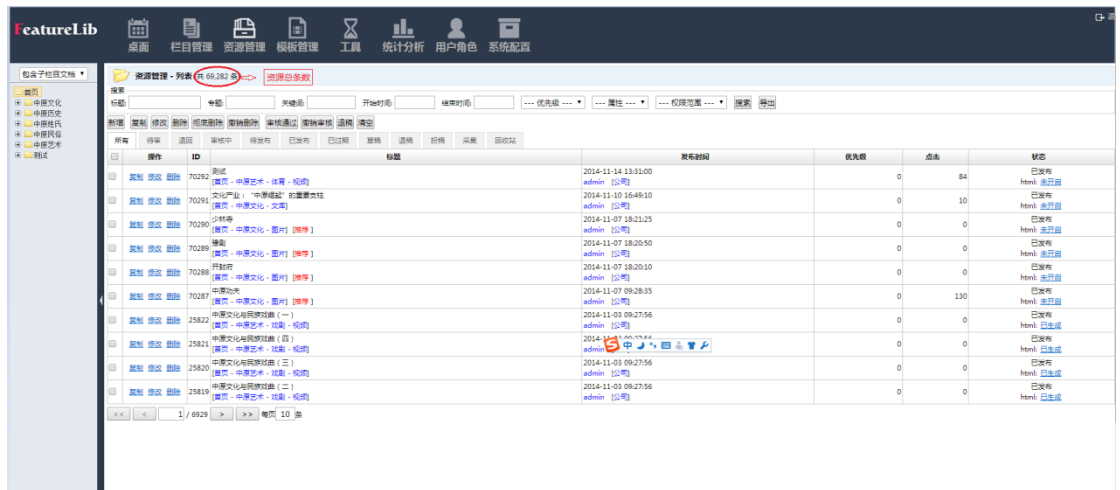 FeatureLib
桌面 栏目管理 资源管理 模板管理 工具 统计分析 用户角色 系统配置
包含子栏目文档
首页
中原文化
中原历史
中原姓氏
中原民俗
中原艺术
测试
资源管理 - 列表 (共 69,282 条) 资源总条数
搜索
标题: 专题: 关键词: 开始时间: 结束时间: --- 优先级 --- --- 属性 --- --- 权限范围 --- 搜索 导出
新增 复制 修改 删除 彻底删除 撤销删除 审核通过 撤销审核 退稿 清空
所有 待审 退回 审核中 待发布 已发布 已过期 草稿 退稿 投稿 采集 回收站
操作 ID 标题 发布时间 优先级 点击 状态
复制 修改 删除 70292 测试 2014-11-14 13:31:00 0 84 已发布
[首页 - 中原艺术 - 体育 - 视频] admin [公司] html: 未开启
复制 修改 删除 70291 文化产业：“中原崛起”的重要支柱 2014-11-10 16:49:10 0 10 已发布
[首页 - 中原文化 - 文库] admin [公司] html: 未开启
复制 修改 删除 70290 少林寺 2014-11-07 18:21:25 0 0 已发布
[首页 - 中原文化 - 图片] [推荐 ] admin [公司] html: 未开启
复制 修改 删除 70289 豫剧 2014-11-07 18:20:50 0 0 已发布
[首页 - 中原文化 - 图片] [推荐 ] admin [公司] html: 未开启
复制 修改 删除 70288 开封府 2014-11-07 18:20:10 0 0 已发布
[首页 - 中原文化 - 图片] [推荐 ] admin [公司] html: 未开启
复制 修改 删除 70287 中原功夫 2014-11-07 09:28:35 0 130 已发布
[首页 - 中原文化 - 图片] [推荐 ] admin [公司] html: 未开启
复制 修改 删除 25822 中原文化与民族戏曲 (一) 2014-11-03 09:27:56 0 0 已发布
[首页 - 中原艺术 - 戏剧 - 视频] admin [公司] html: 已生成
复制 修改 删除 25821 中原文化与民族戏曲 (四) 0 0 已发布
[首页 - 中原艺术 - 戏剧 - 视频] admin 中 html: 已生成
复制 修改 删除 25820 中原文化与民族戏曲 (三) 2014-11-03 09:27:56 0 0 已发布
[首页 - 中原艺术 - 戏剧 - 视频] admin [公司] html: 已生成
复制 修改 删除 25819 中原文化与民族戏曲 (二) 2014-11-03 09:27:56 0 0 已发布
[首页 - 中原艺术 - 戏剧 - 视频] admin [公司] html: 已生成
<< < 1 / 6929 > >> 每页 10 条